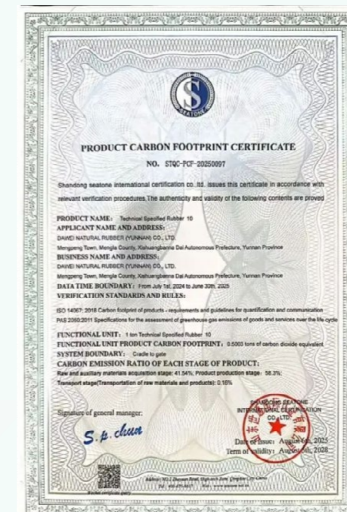 SEATONE
PRODUCT CARBON FOOTPRINT CERTIFICATE
NO. STQC-PCF-20250097
Shandong seatone international certification co.,ltd. issues this certificate in accordance with
relevant verification procedures,The authenticity and validity of the following contents are proved
PRODUCT NAME: Technical Specified Rubber 10
APPLICANT NAME AND ADDRESS:
DAWEI NATURAL RUBBER (YUNNAN) CO., LTD.
Mengpeng Town, Mengla County, Xishuangbanna Dai Autonomous Prefecture, Yunnan Province
BUSINESS NAME AND ADDRESS:
DAWEI NATURAL RUBBER (YUNNAN) CO., LTD.
Mengpeng Town, Mengla County, Xishuangbanna Dai Autonomous Prefecture, Yunnan Province
DATA TIME BOUNDARY: From July 1st, 2024 to June 30th, 2025
VERIFICATION STANDARDS AND RULES:
ISO 14067: 2018 Carbon footprint of products - requirements and guidelines for quantification and communication
PAS 2050:2011 Specifications for the assessment of greenhouse gas emissions of goods and services over the life cycle
FUNCTIONAL UNIT: 1 ton Technical Specified Rubber 10
FUNCTIONAL UNIT PRODUCT CARBON FOOTPRINT: 0.5003 tons of carbon dioxide equivalent
SYSTEM BOUNDARY: Cradle to gate
CARBON EMISSION RATIO OF EACH STAGE OF PRODUCT:
Raw and auxiliary materials acquisition stage: 41.54%, Product production stage: 58.3%;
Transport stage(Transportation of raw materials and products): 0.16%
SHANDONG SEATONE
INTERNATIONAL CERTIFICATION
CO.,LTD.
Signature of general manager:
Date of Issue: August 6th, 2025
Term of validity: August 6th, 2028